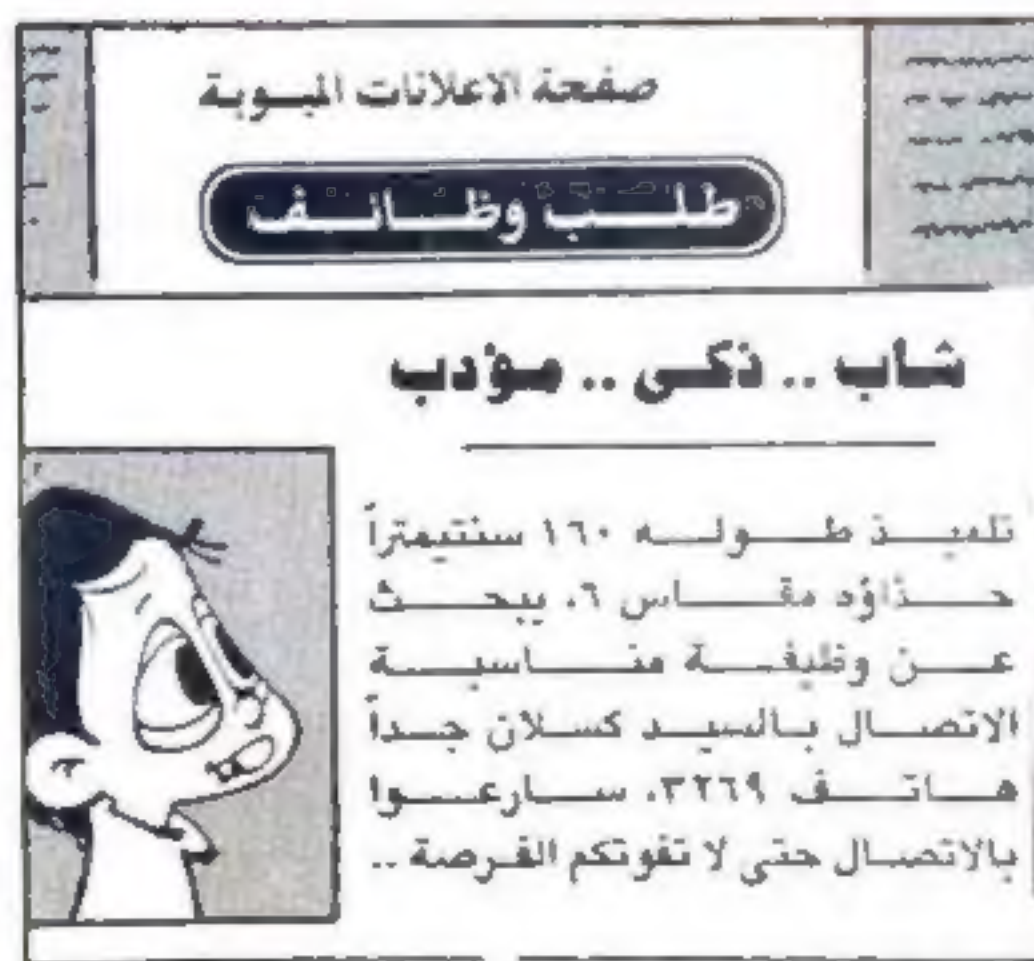 صفحة الاعلانات المبوبة
طلب وظائف
شاب .. ذكى .. مؤدب
تلميذ طوله ١٦٠ سنتيمتراً
حذاؤه مقاس ٦، يبحث
عن وظيفة مناسبة
الاتصال بالسيد كسلان جداً
هاتف ٣٢٦٩، سارعوا
بالاتصال حتى لا تفوتكم الفرصة ..